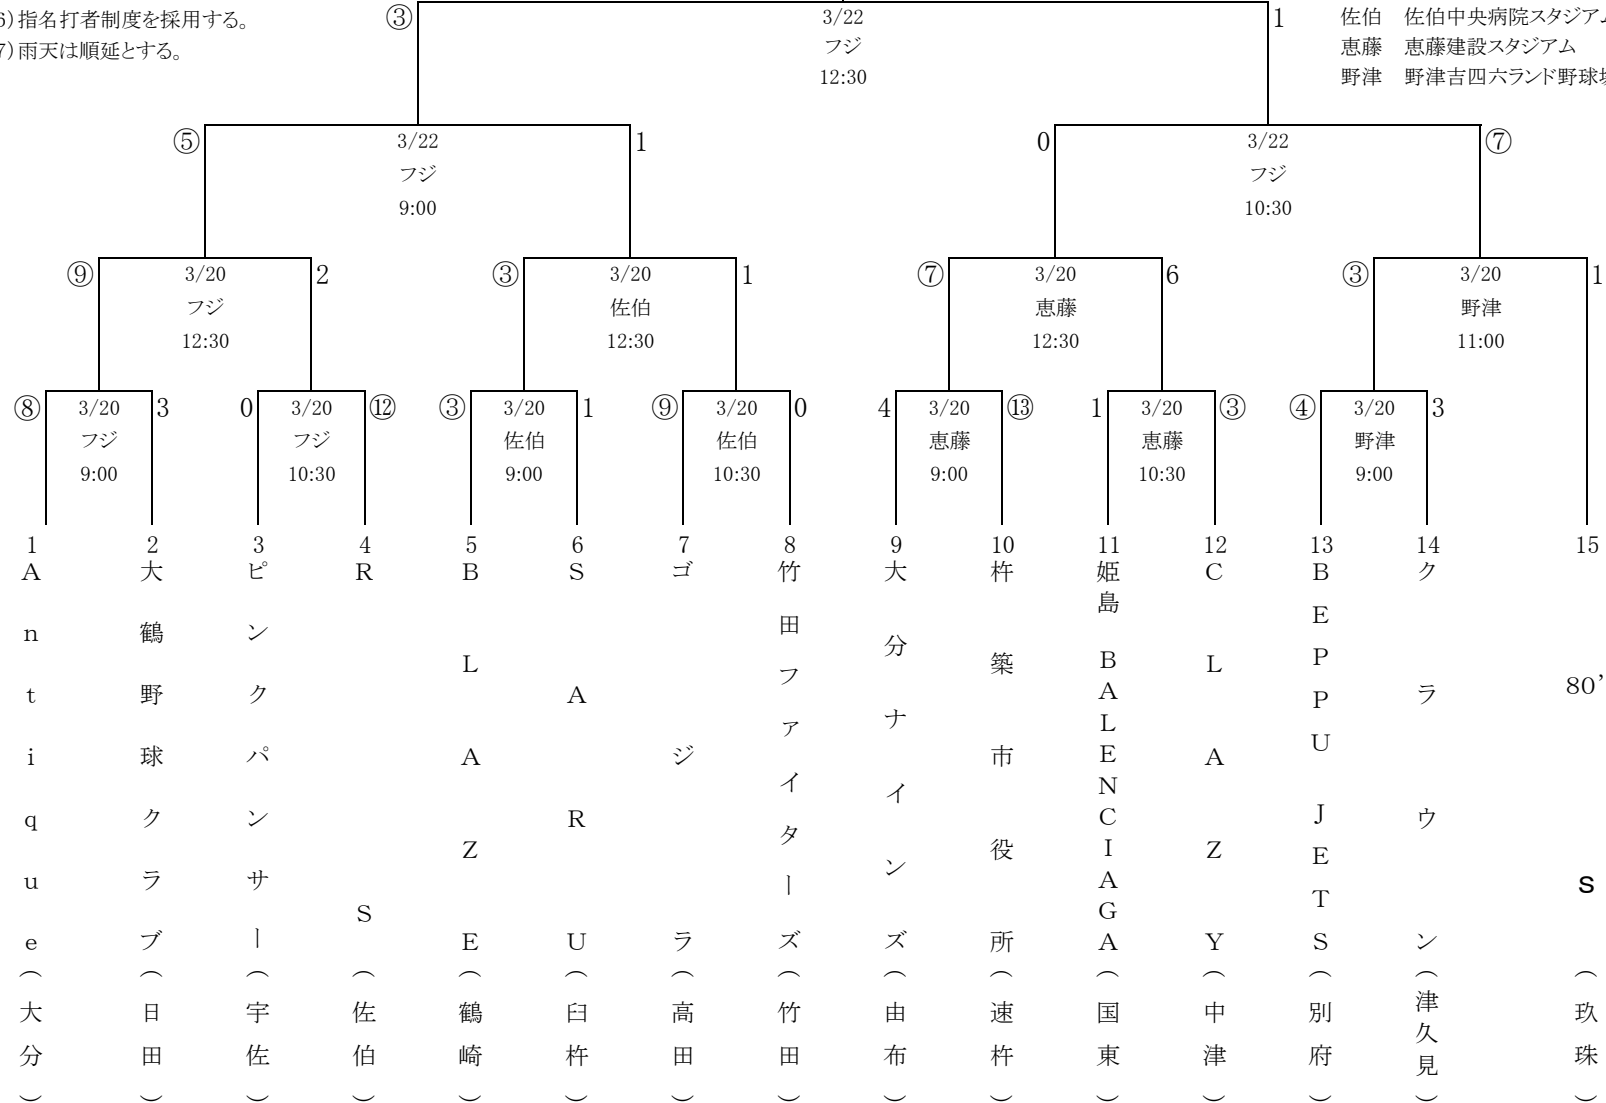 6）指名打者制度を採用する。
7）雨天は順延とする。
佐伯 佐伯中央病院スタジアム
恵藤 恵藤建設スタジアム
野津 野津吉四六ランド野球場
③ 3/22 1
フジ
12:30
⑤ 3/22 1
フジ
9:00
0 3/22 ⑦
フジ
10:30
⑨ 3/20 2
フジ
12:30
③ 3/20 1
佐伯
12:30
⑦ 3/20 6
恵藤
12:30
③ 3/20 1
野津
11:00
⑧ 3/20 3
フジ
9:00
0 3/20 ⑫
フジ
10:30
③ 3/20 1
佐伯
9:00
⑨ 3/20 0
佐伯
10:30
4 3/20 ⑬
恵藤
9:00
1 3/20 ③
恵藤
10:30
④ 3/20 3
野津
9:00
1
Antique（大分）
2
大鶴野球クラブ（日田）
3
ピンクパンサー（宇佐）
4
RS（佐伯）
5
BLAZE（鶴崎）
6
SARU（臼杵）
7
ゴジラ（高田）
8
竹田ファイターズ（竹田）
9
大分ナインズ（由布）
10
杵築市役所（速杵）
11
姫島 BALENCIAGA（国東）
12
CLAZY（中津）
13
BEPPU JETS（別府）
14
クラウン（津久見）
15
80’s（玖珠）